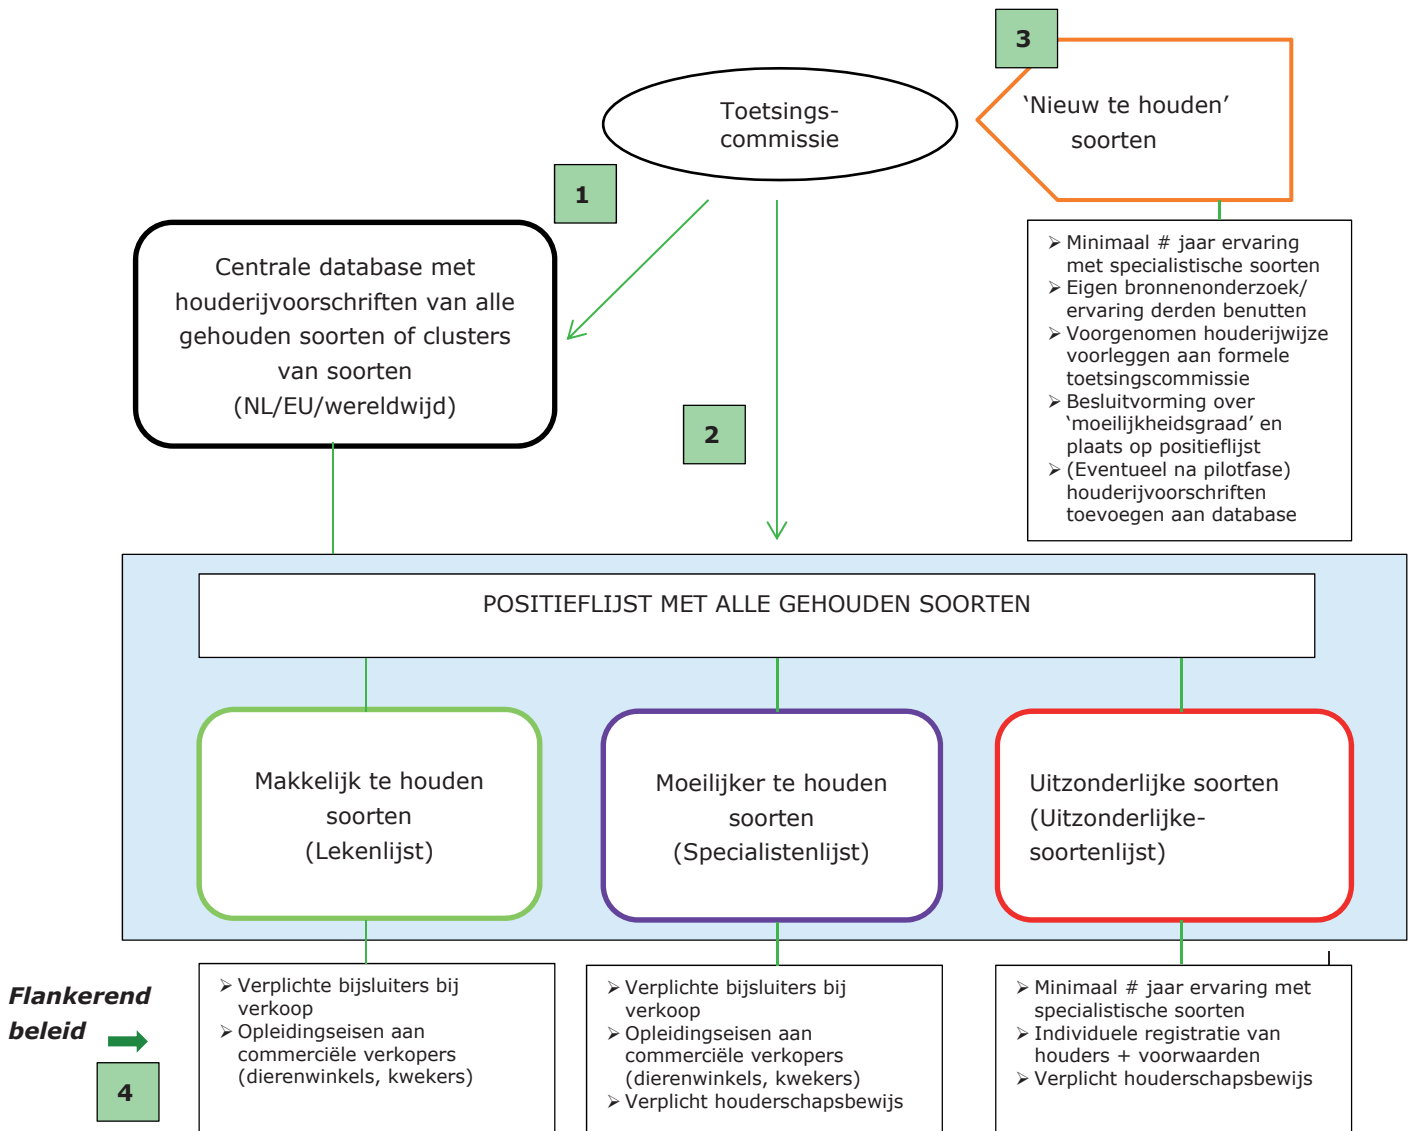 3
Toetsings-
commissie
‘Nieuw te houden’
soorten
1
Centrale database met
houderijvoorschriften van alle
gehouden soorten of clusters
van soorten
(NL/EU/wereldwijd)
2
➢ Minimaal # jaar ervaring
met specialistische soorten
➢ Eigen bronnenonderzoek/
ervaring derden benutten
➢ Voorgenomen houderijwijze
voorleggen aan formele
toetsingscommissie
➢ Besluitvorming over
‘moeilijkheidsgraad’ en
plaats op positieflijst
➢ (Eventueel na pilotfase)
houderijvoorschriften
toevoegen aan database
POSITIEFLIJST MET ALLE GEHOUDEN SOORTEN
Makkelijk te houden
soorten
(Lekenlijst)
Moeilijker te houden
soorten
(Specialistenlijst)
Uitzonderlijke soorten
(Uitzonderlijke-
soortenlijst)
Flankerend
beleid
4
➢ Verplichte bijsluiters bij
verkoop
➢ Opleidingseisen aan
commerciële verkopers
(dierenwinkels, kwekers)
➢ Verplichte bijsluiters bij
verkoop
➢ Opleidingseisen aan
commerciële verkopers
(dierenwinkels, kwekers)
➢ Verplicht houderschapsbewijs
➢ Minimaal # jaar ervaring met
specialistische soorten
➢ Individuele registratie van
houders + voorwaarden
➢ Verplicht houderschapsbewijs